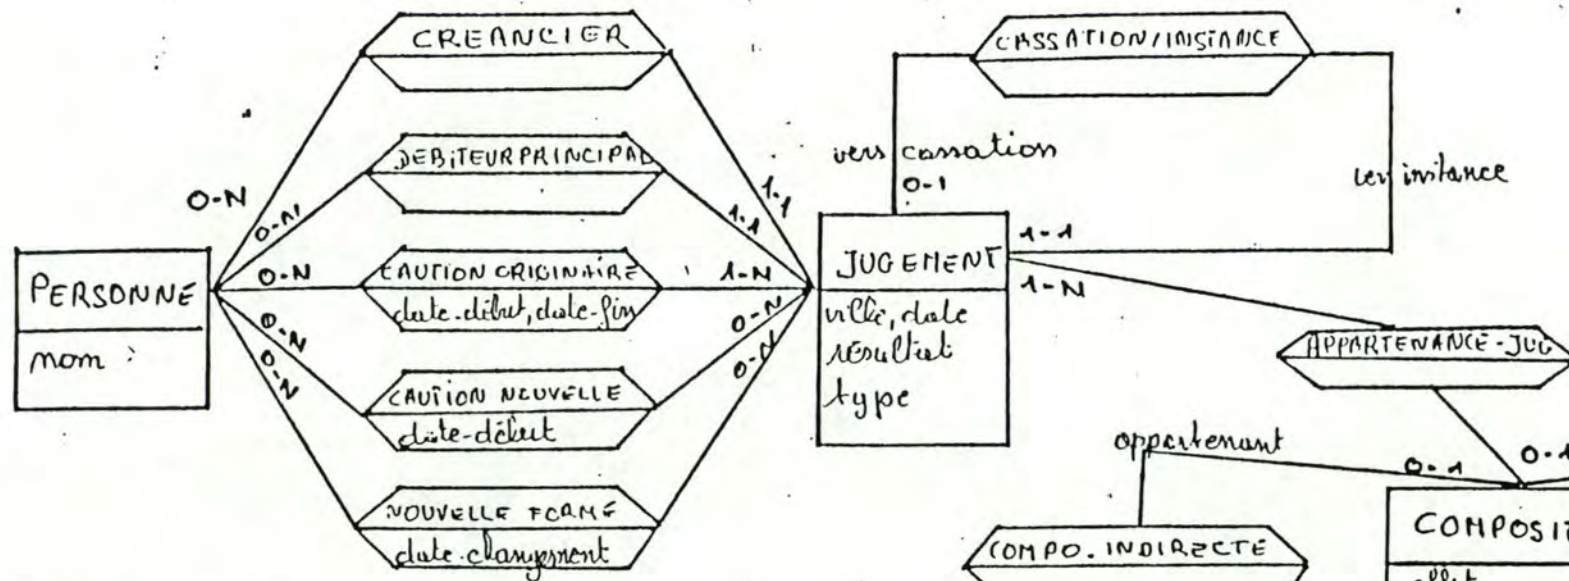 CREANCIER
CASSATION/INSTANCE
DEBITEUR PRINCIPAL
vers cassation
0-1
instance
0-N
1-1
0-N
1-1
PERSONNE
nom
0-N
CAUTION ORIGINAIRE
date-début, date-fin
1-N
JUGEMENT
ville, date
résultat
type
1-1
1-N
0-N
0-N
CAUTION NOUVELLE
date-début
0-N
0-N
APPARTENANCE-JUG
appartenant
0-1
0-1
NOUVELLE FORME
date-changement
COMPO. INDIRECTE
COMPOSIT